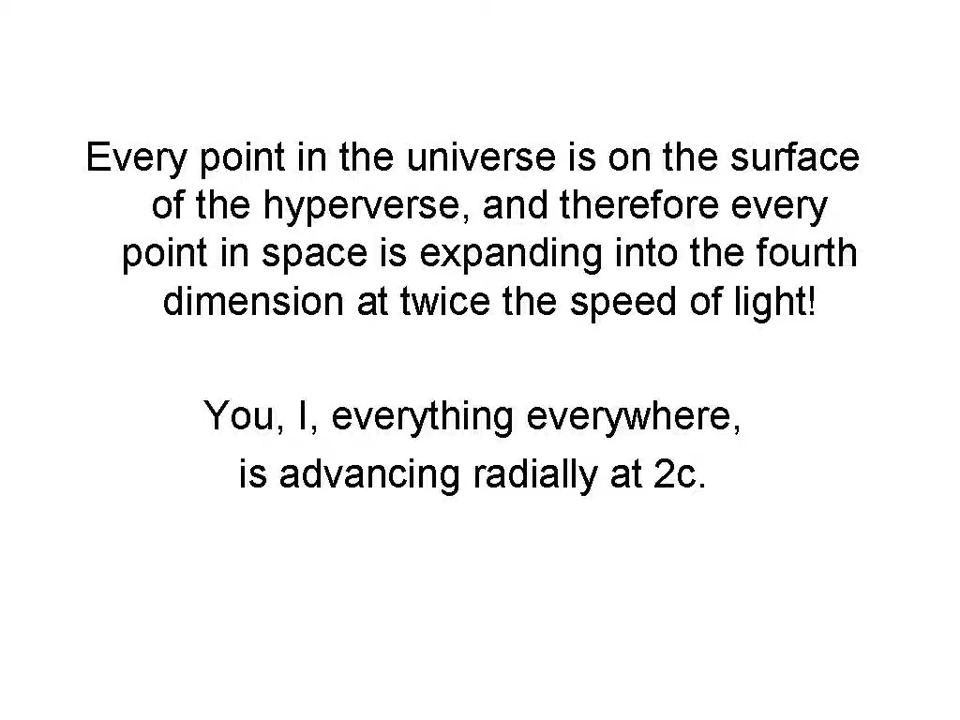 Every point in the universe is on the surface
of the hyperverse, and therefore every
point in space is expanding into the fourth
dimension at twice the speed of light!
You, I, everything everywhere,
is advancing radially at 2c.